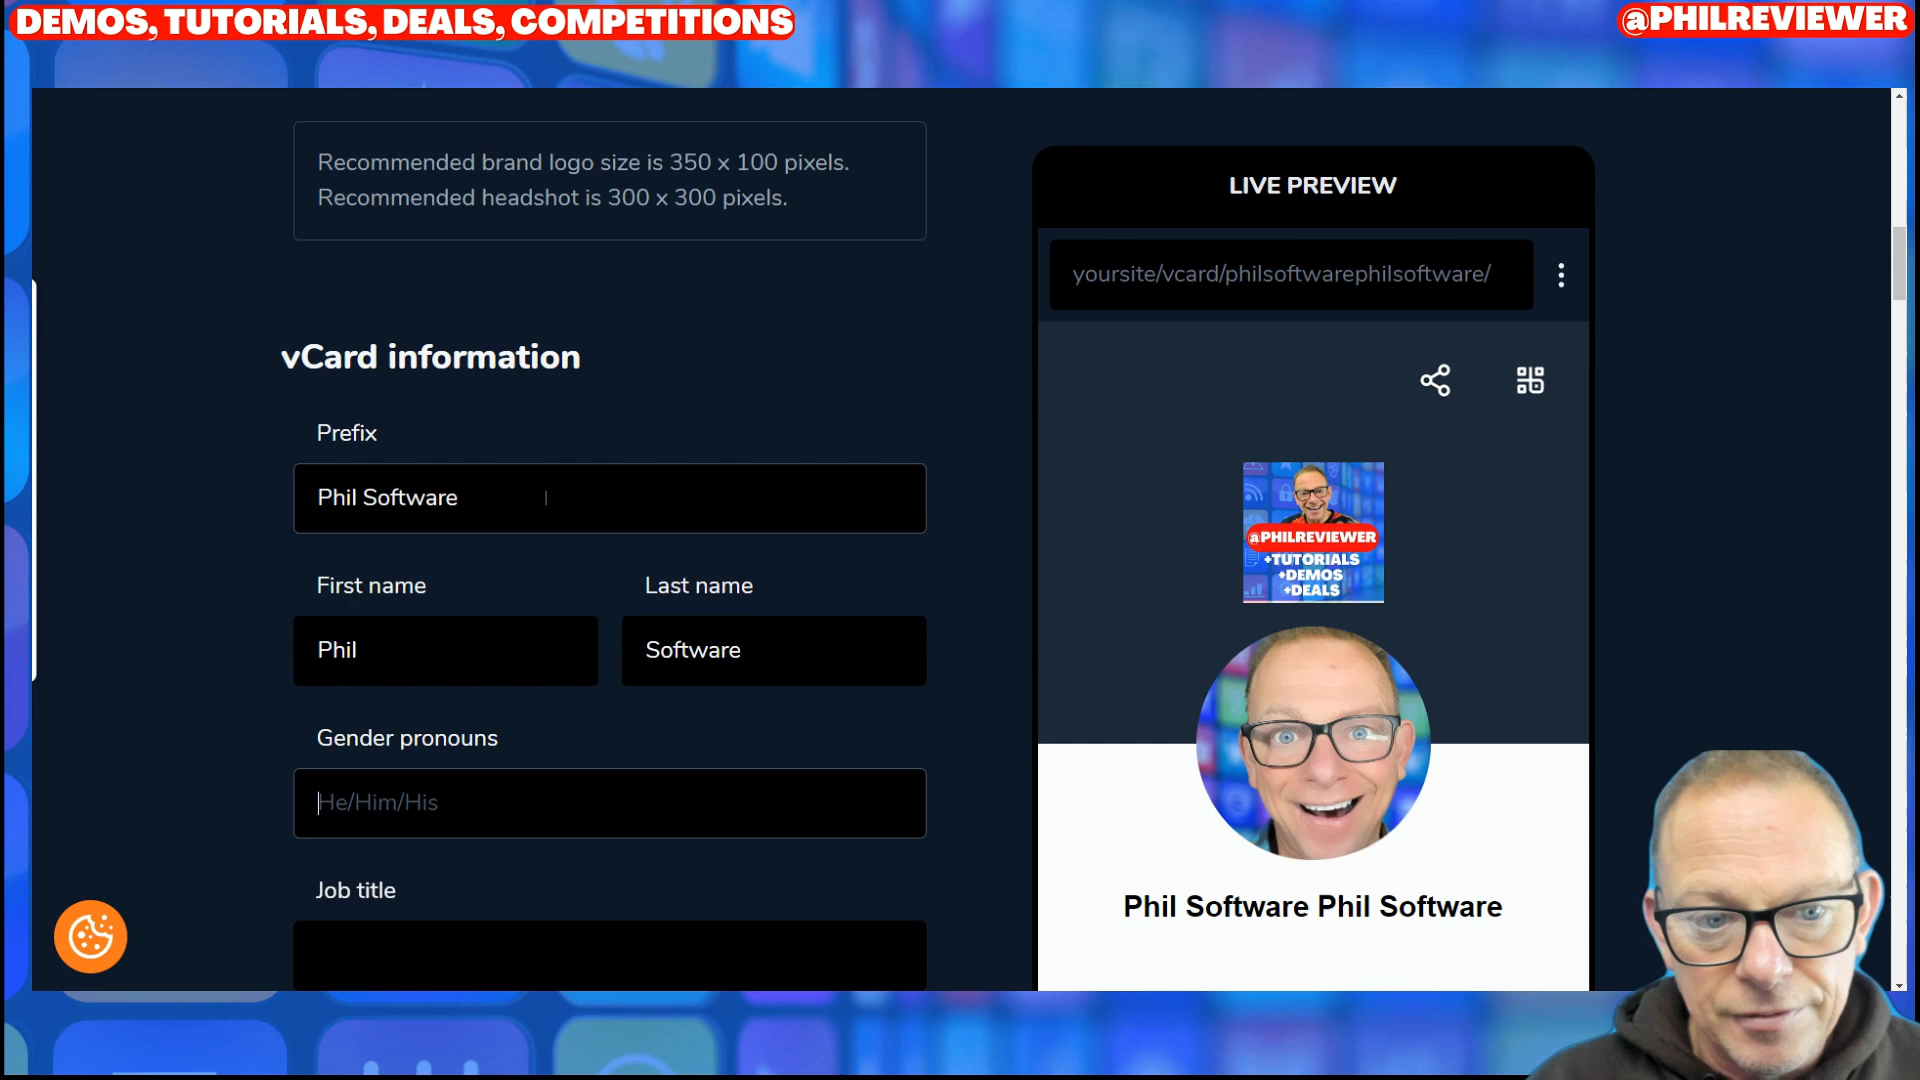 DEMOS, TUTORIALS, DEALS, COMPETITIONS
@PHILREVIEWER
Recommended brand logo size is 350 x 100 pixels.
Recommended headshot is 300 x 300 pixels.
vCard information
Prefix
Phil Software
First name
Last name
Phil
Software
Gender pronouns
He/Him/His
Job title
LIVE PREVIEW
yoursite/vcard/philsoftwarephilsoftware/
@PHILREVIEWER
+TUTORIALS
+DEMOS
+DEALS
Phil Software Phil Software